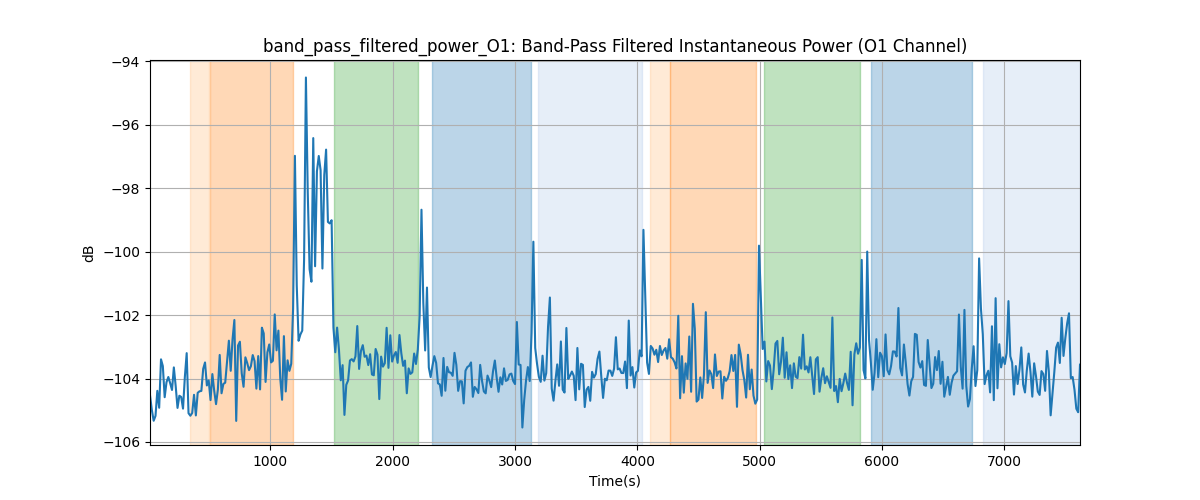 band_pass_filtered_power_O1: Band-Pass Filtered Instantaneous Power (O1 Channel)
−94
−96
−98
−100
−102
−104
−106
dB
1000 2000 3000 4000 5000 6000 7000
Time(s)